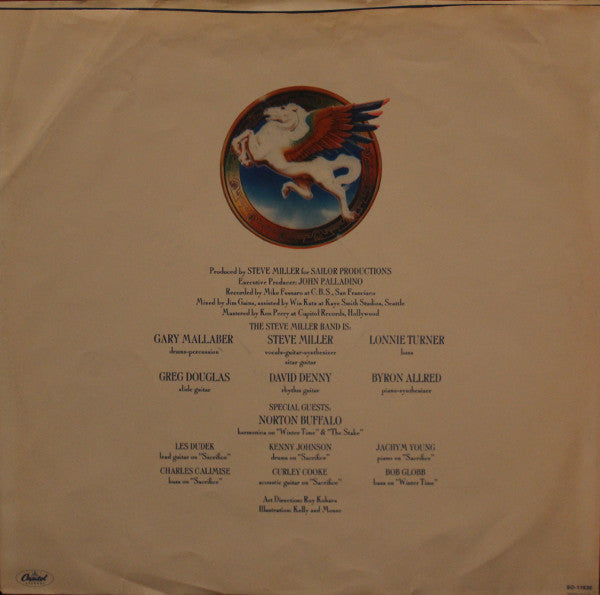 Produced by STEVE MILLER for SAILOR PRODUCTIONS
Executive Producer: JOHN PALLADINO
Recorded by Mike Fusaro at C.B.S., San Francisco
Mixed by Jim Gaines, assisted by Win Kutz at Kaye Smith Studios, Seattle
Mastered by Ken Perry at Capitol Records, Hollywood
THE STEVE MILLER BAND IS:
GARY MALLABER STEVE MILLER LONNIE TURNER
drums-percussion vocals-guitar-synthesizer bass
sitar-guitar
GREG DOUGLAS DAVID DENNY BYRON ALLRED
slide guitar rhythm guitar piano-synthesizer
SPECIAL GUESTS:
NORTON BUFFALO
harmonica on "Winter Time" & "The Stake"
LES DUDEK KENNY JOHNSON JACHYM YOUNG
lead guitar on "Sacrifice" drums on "Sacrifice" piano on "Sacrifice"
CHARLES CALIMISE CURLEY COOKE BOB GLOBB
bass on "Sacrifice" acoustic guitar on "Sacrifice" bass on "Winter Time"
Art Direction: Roy Kohara
Illustration: Kelly and Mouse
Capitol
SO-11630